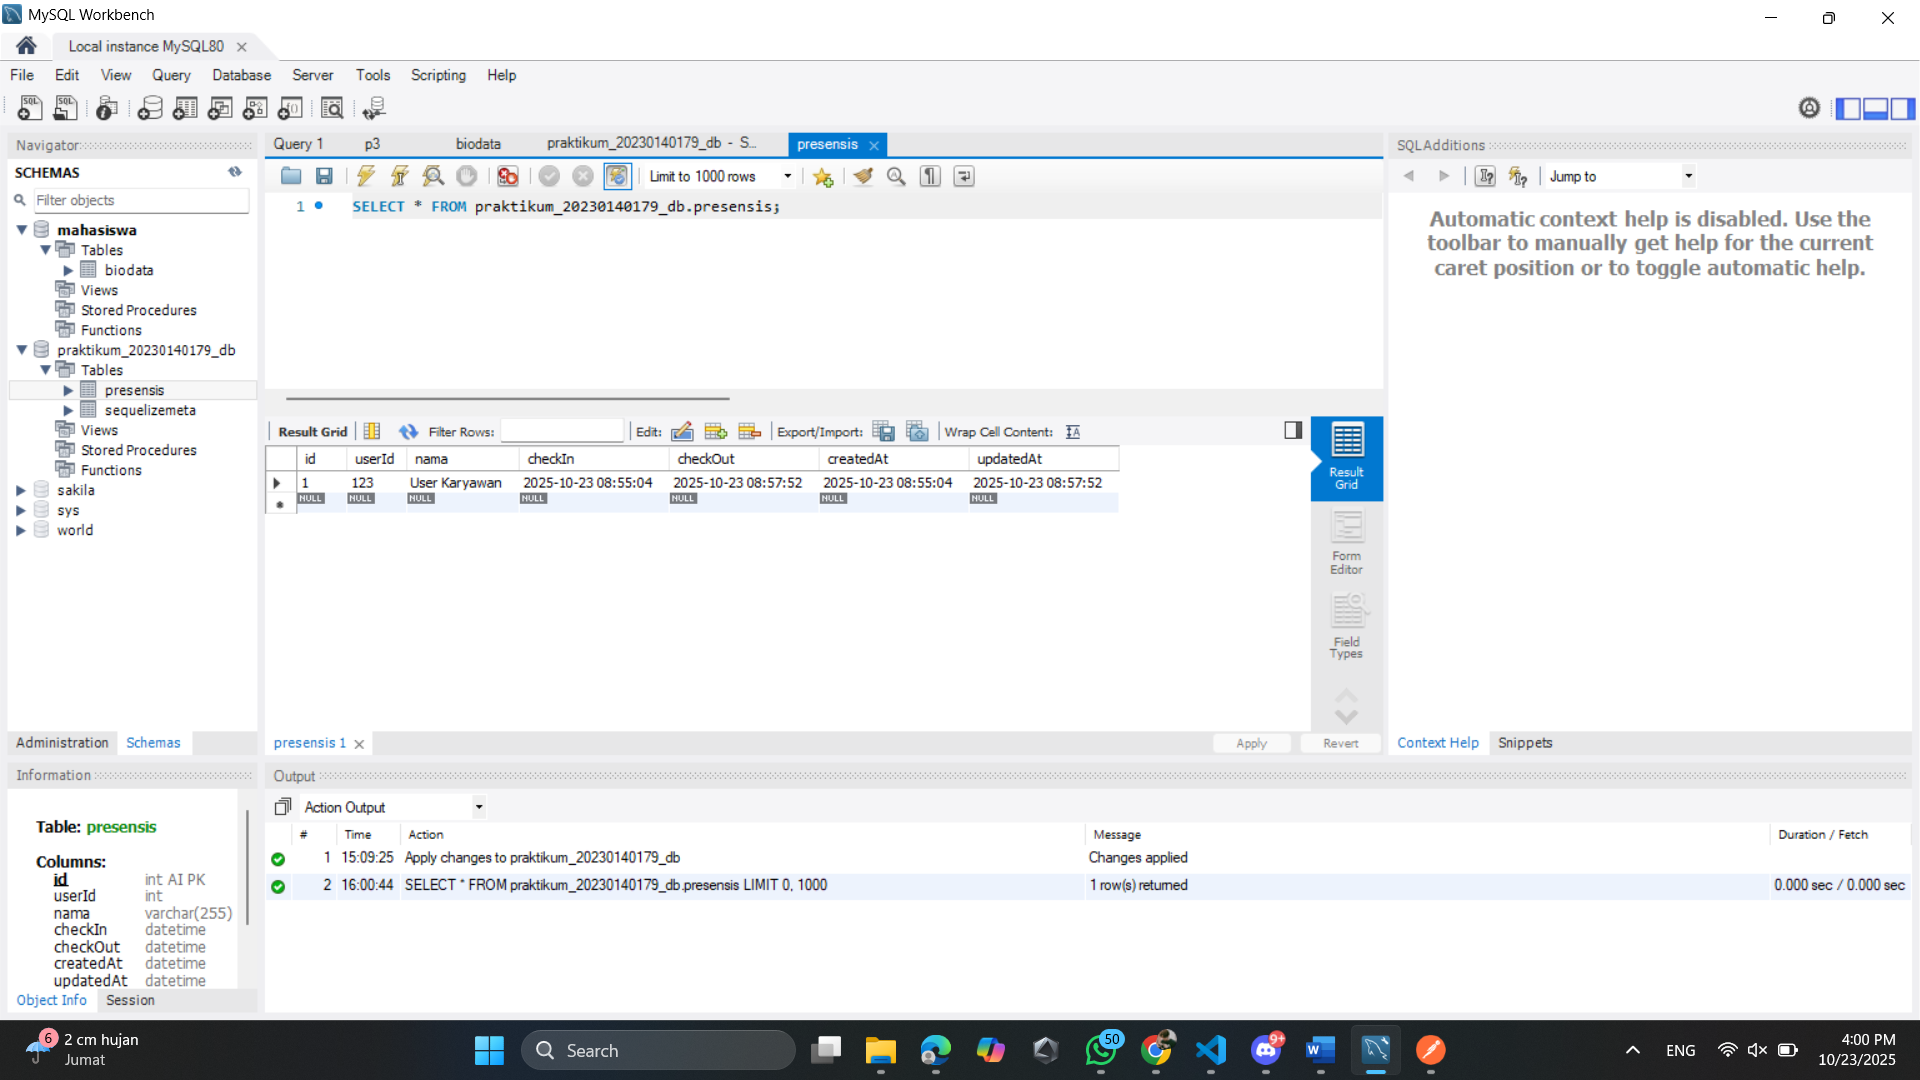 MySQL Workbench
Local instance MySQL80
File Edit View Query Database Server Tools Scripting Help
Navigator
SCHEMAS
Filter objects
mahasiswa
Tables
biodata
Views
Stored Procedures
Functions
praktikum_20230140179_db
Tables
presensis
sequelizemeta
Views
Stored Procedures
Functions
sakila
sys
world
Administration Schemas
Query 1 p3 biodata praktikum_20230140179_db - S... presensis
Limit to 1000 rows
1 SELECT * FROM praktikum_20230140179_db.presensis;
Result Grid Filter Rows: Edit: Export/Import: Wrap Cell Content:
id userId nama checkIn checkOut createdAt updatedAt
1 123 User Karyawan 2025-10-23 08:55:04 2025-10-23 08:57:52 2025-10-23 08:55:04 2025-10-23 08:57:52
NULL NULL NULL NULL NULL NULL NULL
Result
Grid
Form
Editor
Field
Types
presensis 1 Apply Revert
SQLAdditions
Jump to
Automatic context help is disabled. Use the
toolbar to manually get help for the current
caret position or to toggle automatic help.
Context Help Snippets
Information
Table: presensis
Columns:
id int AI PK
userId int
nama varchar(255)
checkIn datetime
checkOut datetime
createdAt datetime
updatedAt datetime
Object Info Session
Output
Action Output
# Time Action Message Duration / Fetch
1 15:09:25 Apply changes to praktikum_20230140179_db Changes applied
2 16:00:44 SELECT * FROM praktikum_20230140179_db.presensis LIMIT 0, 1000 1 row(s) returned 0.000 sec / 0.000 sec
6
2 cm hujan
Jumat
Search
50
9+
ENG
4:00 PM
10/23/2025